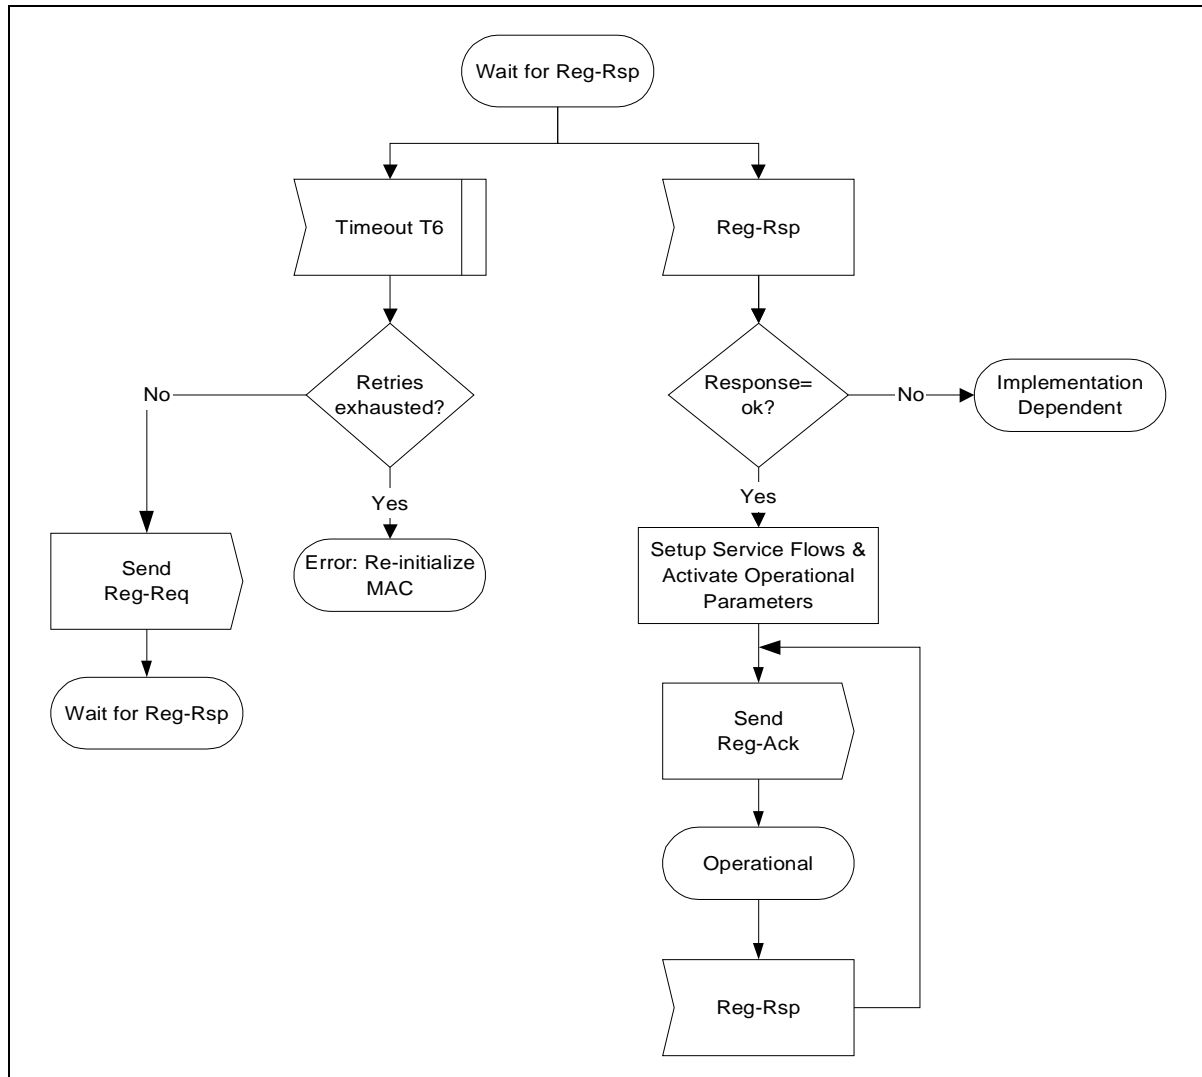 Wait for Reg-Rsp
Timeout T6
Reg-Rsp
Retries
exhausted?
No
Yes
Response=
ok?
No
Implementation
Dependent
Yes
Send
Reg-Req
Error: Re-initialize
MAC
Setup Service Flows &
Activate Operational
Parameters
Wait for Reg-Rsp
Send
Reg-Ack
Operational
Reg-Rsp